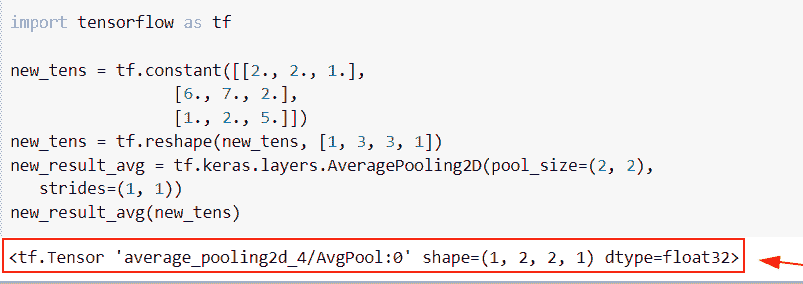 import tensorflow as tf
new_tens = tf.constant([[2., 2., 1.],
[6., 7., 2.],
[1., 2., 5.]])
new_tens = tf.reshape(new_tens, [1, 3, 3, 1])
new_result_avg = tf.keras.layers.AveragePooling2D(pool_size=(2, 2),
strides=(1, 1))
new_result_avg(new_tens)
<tf.Tensor 'average_pooling2d_4/AvgPool:0' shape=(1, 2, 2, 1) dtype=float32>